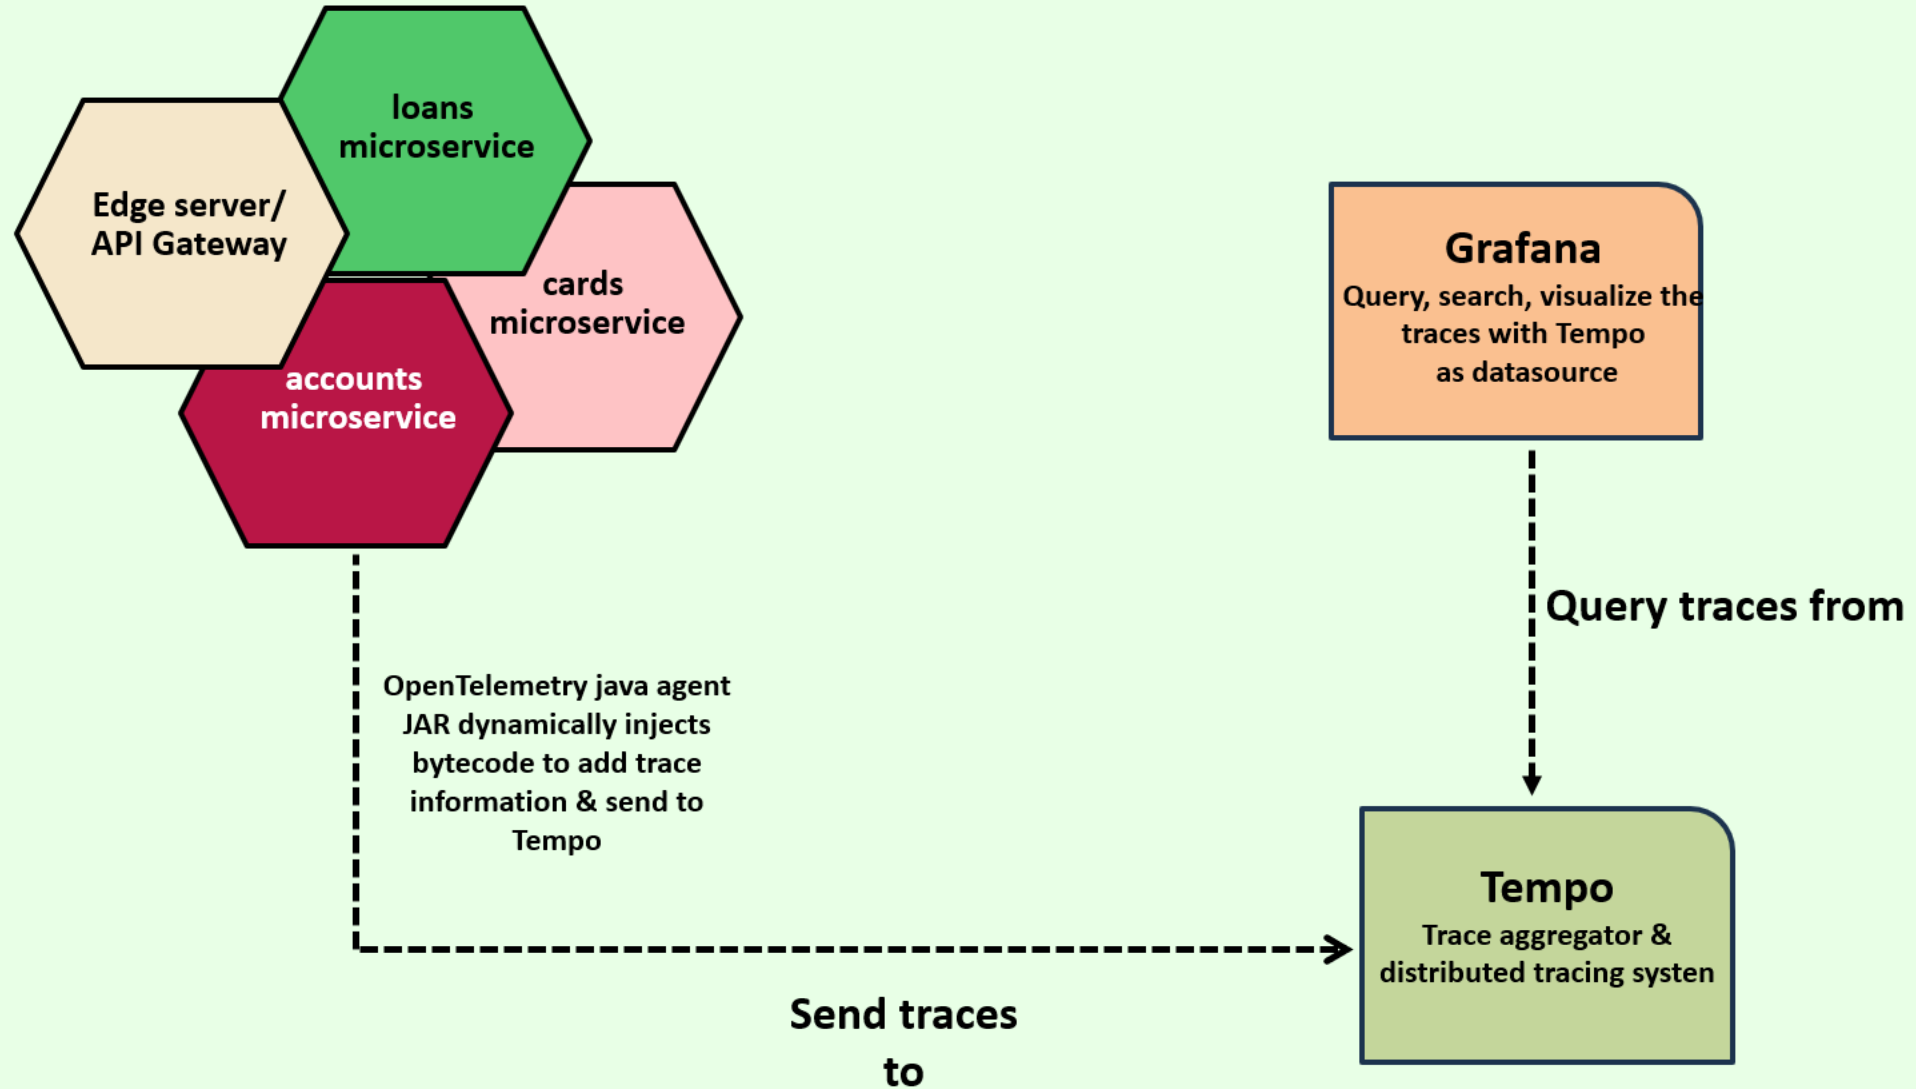 loans
microservice
Edge server/
API Gateway
cards
microservice
accounts
microservice
Grafana
Query, search, visualize the
traces with Tempo
as datasource
Query traces from
OpenTelemetry java agent
JAR dynamically injects
bytecode to add trace
information & send to
Tempo
Tempo
Trace aggregator &
distributed tracing systen
Send traces
to